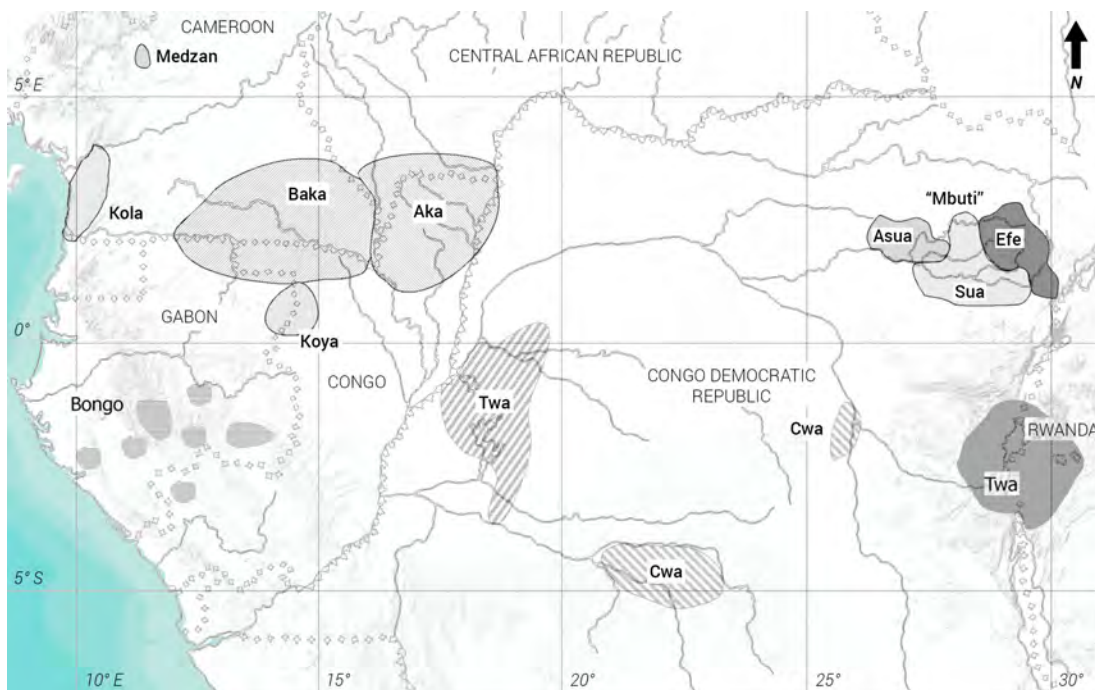 CAMEROON
Medzan
CENTRAL AFRICAN REPUBLIC
N
5° E
Kola
Baka
Aka
"Mbuti"
Asua
Efe
Sua
GABON
0°
Koya
CONGO
CONGO DEMOCRATIC
REPUBLIC
Bongo
Twa
Cwa
RWANDA
Twa
Cwa
5° S
10° E
15°
20°
25°
30°